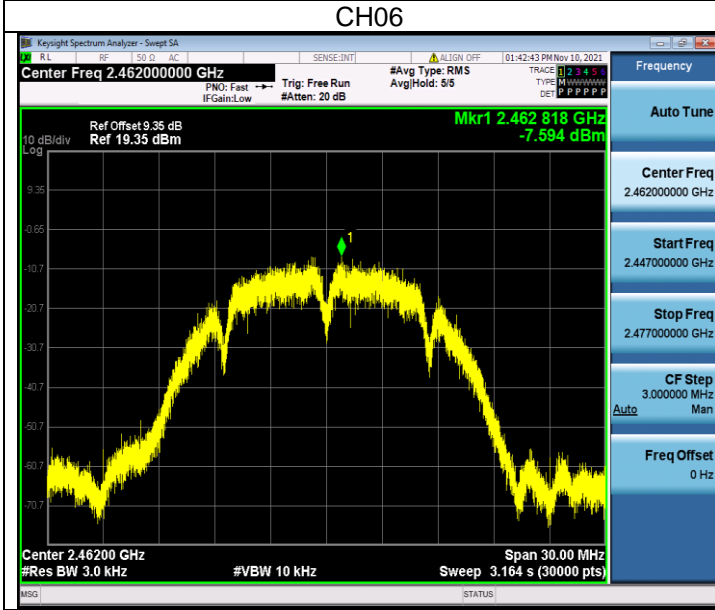 CH06
Keysight Spectrum Analyzer - Swept SA
RL RF 50 Ω AC SENSE:INT ALIGN OFF 01:42:43 PM Nov 10, 2021
Center Freq 2.462000000 GHz
PNO: Fast
IFGain:Low
Trig: Free Run
#Atten: 20 dB
#Avg Type: RMS
Avg|Hold: 5/5
TRACE 1 2 3 4 5 6
TYPE M WWWWW
DET P P P P P P
Ref Offset 9.35 dB
Ref 19.35 dBm
10 dB/div
Log
Mkr1 2.462 818 GHz
-7.594 dBm
1
9.35
-0.65
-10.7
-20.7
-30.7
-40.7
-50.7
-60.7
-70.7
Center 2.46200 GHz
#Res BW 3.0 kHz
#VBW 10 kHz
Span 30.00 MHz
Sweep 3.164 s (30000 pts)
MSG
STATUS
Frequency
Auto Tune
Center Freq
2.462000000 GHz
Start Freq
2.447000000 GHz
Stop Freq
2.477000000 GHz
CF Step
3.000000 MHz
Auto Man
Freq Offset
0 Hz